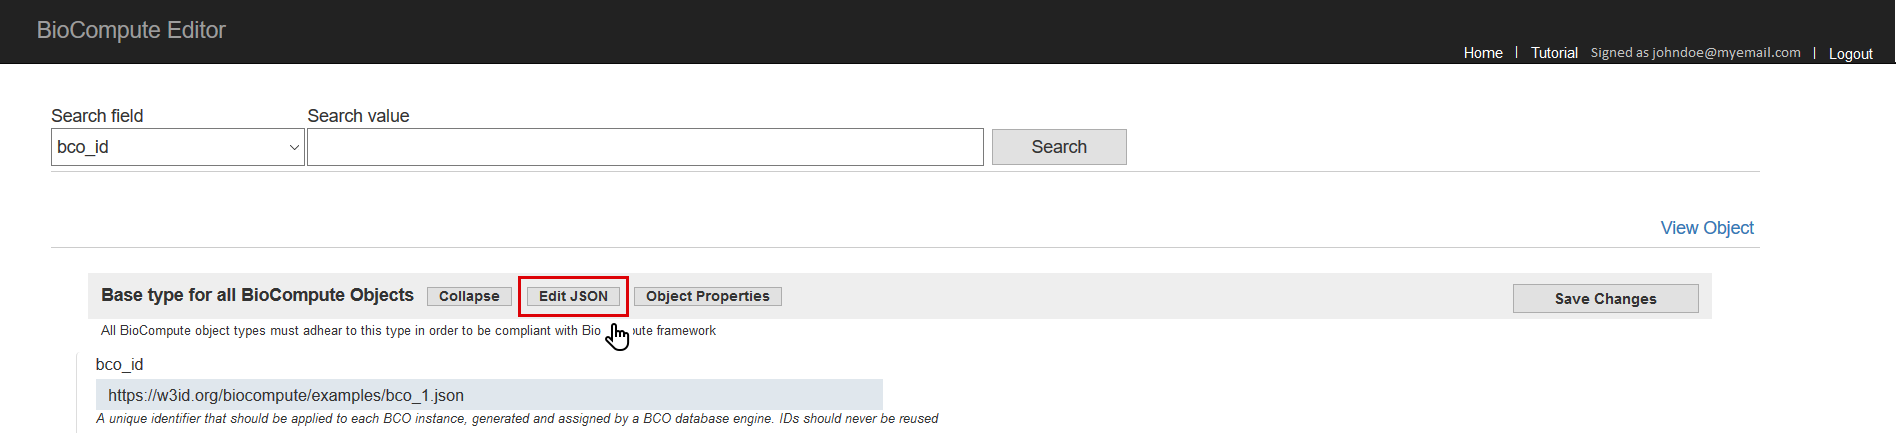 BioCompute Editor
Home | Tutorial Signed as johndoe@myemail.com | Logout
Search field Search value
bco_id Search
View Object
Base type for all BioCompute Objects Collapse Edit JSON Object Properties Save Changes
All BioCompute object types must adhear to this type in order to be compliant with Bio ute framework
bco_id
https://w3id.org/biocompute/examples/bco_1.json
A unique identifier that should be applied to each BCO instance, generated and assigned by a BCO database engine. IDs should never be reused